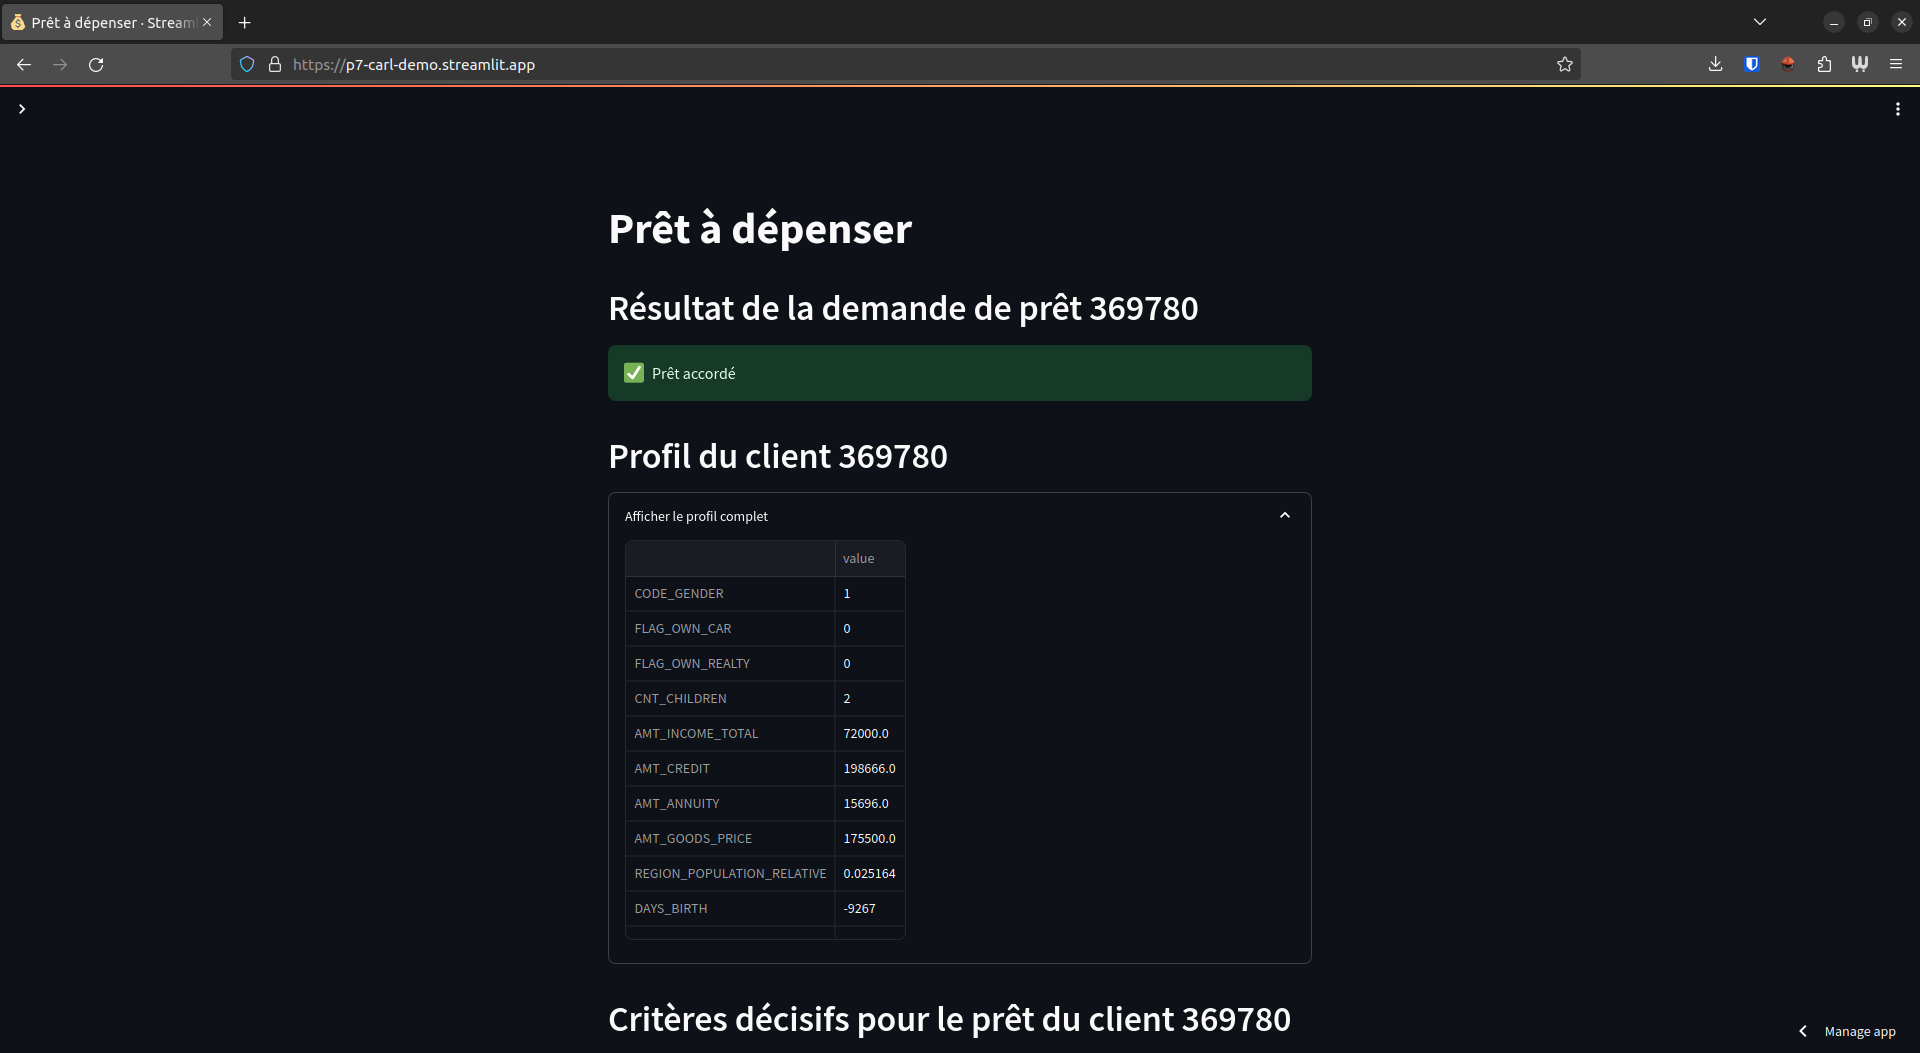 Prêt à dépenser · Stream
https://p7-carl-demo.streamlit.app
Prêt à dépenser
Résultat de la demande de prêt 369780
Prêt accordé
Profil du client 369780
Afficher le profil complet
value
CODE_GENDER 1
FLAG_OWN_CAR 0
FLAG_OWN_REALTY 0
CNT_CHILDREN 2
AMT_INCOME_TOTAL 72000.0
AMT_CREDIT 198666.0
AMT_ANNUITY 15696.0
AMT_GOODS_PRICE 175500.0
REGION_POPULATION_RELATIVE 0.025164
DAYS_BIRTH -9267
Critères décisifs pour le prêt du client 369780
Manage app